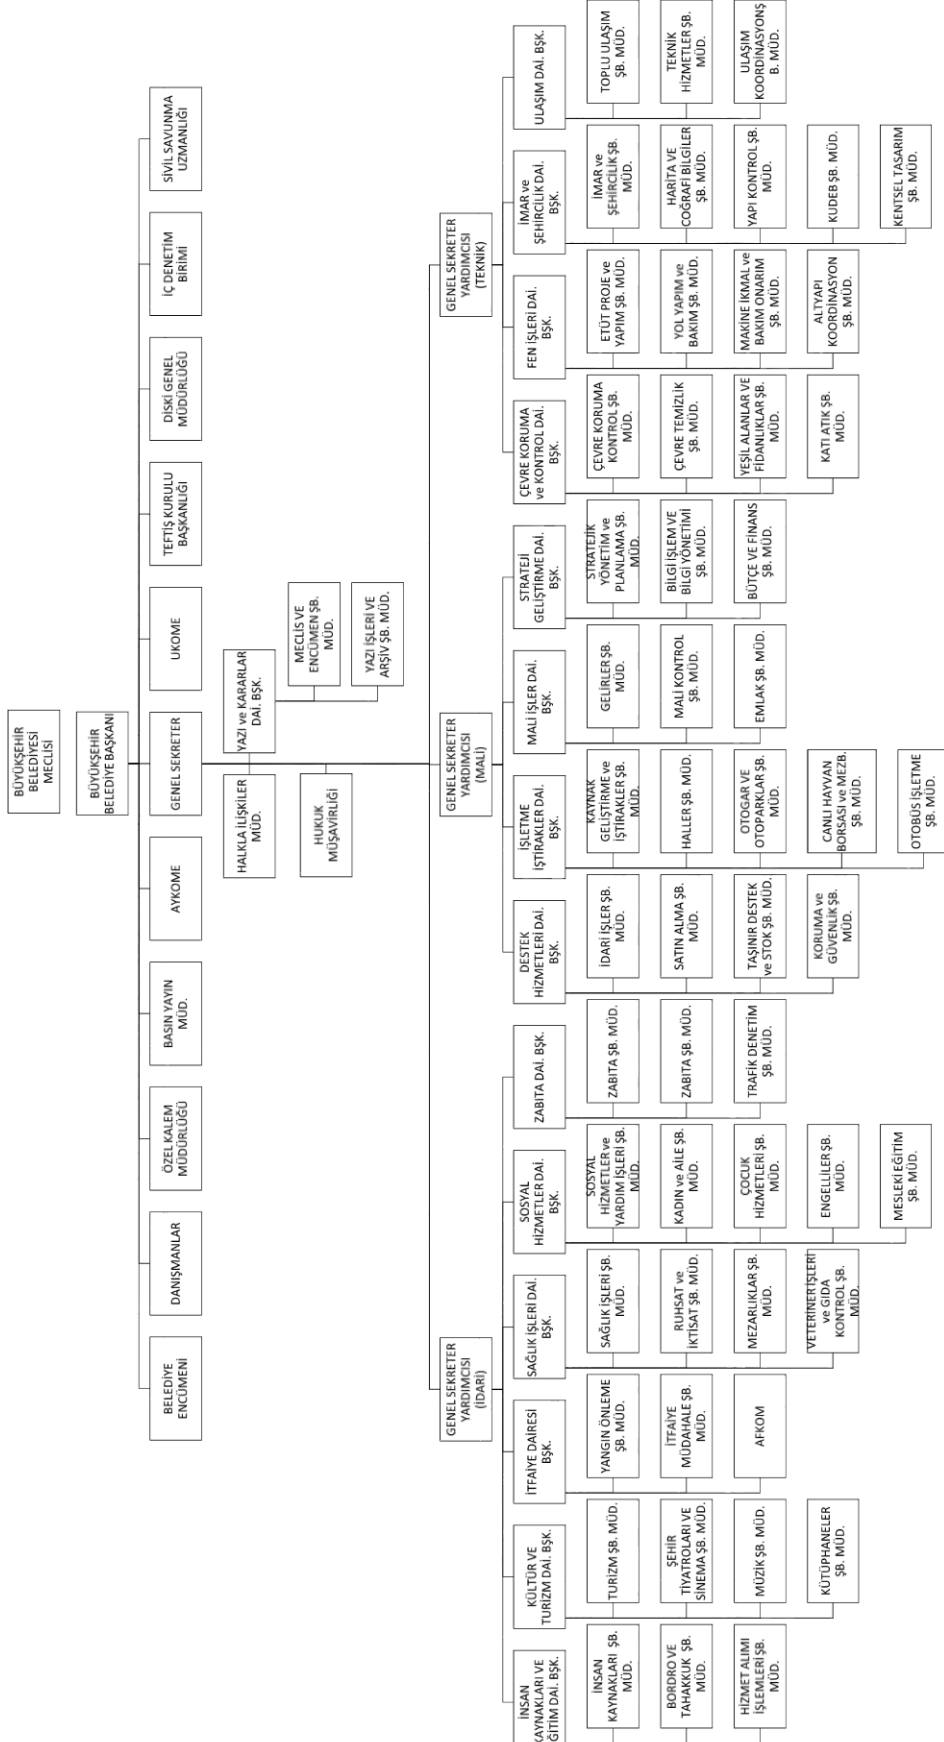 BÜYÜKŞEHİR
BELEDİYESİ
MECLİSİ
BÜYÜKŞEHİR
BELEDİYE BAŞKANI
BELEDİYE
ENCÜMENİ
DANIŞMANLAR
ÖZEL KALEM
MÜDÜRLÜĞÜ
BASIN YAYIN
MÜD.
AYKOME
GENEL SEKRETER
UKOME
TEFTİŞ KURULU
BAŞKANLIĞI
DİSKİ GENEL
MÜDÜRLÜĞÜ
İÇ DENETİM
BİRİMİ
SİVİL SAVUNMA
UZMANLIĞI
HALKLA İLİŞKİLER
MÜD.
YAZI ve KARARLAR
DAİ. BŞK.
HUKUK
MÜŞAVİRLİĞİ
MECLİS VE
ENCÜMEN ŞB.
MÜD.
YAZI İŞLERİ VE
ARŞİV ŞB. MÜD.
GENEL SEKRETER
YARDIMCISI
(İDARİ)
GENEL SEKRETER
YARDIMCISI
(MALİ)
GENEL SEKRETER
YARDIMCISI
(TEKNİK)
İNSAN
KAYNAKLARI VE
EĞİTİM DAİ. BŞK.
İNSAN
KAYNAKLARI ŞB.
MÜD.
BORDRO VE
TAHAKKUK ŞB.
MÜD.
HİZMET ALIMI
İŞLEMLERİ ŞB.
MÜD.
KÜLTÜR VE
TURİZM DAİ. BŞK.
TURİZM ŞB. MÜD.
ŞEHİR
TİYATROLARI VE
SİNEMA ŞB. MÜD.
MÜZİK ŞB. MÜD.
KÜTÜPHANELER
ŞB. MÜD.
İTFAİYE DAİRESİ
BŞK.
YANGIN ÖNLEME
ŞB. MÜD.
İTFAİYE
MÜDAHALE ŞB.
MÜD.
AFKOM
SAĞLIK İŞLERİ DAİ.
BŞK.
SAĞLIK İŞLERİ ŞB.
MÜD.
RUHSAT ve
İKTİSAT ŞB. MÜD.
MEZARLIKLAR ŞB.
MÜD.
VETERİNER İŞLERİ
ve GIDA
KONTROL ŞB.
MÜD.
SOSYAL
HİZMETLER DAİ.
BŞK.
SOSYAL
HİZMETLER ve
YARDIM İŞLERİ ŞB.
MÜD.
KADIN ve AİLE ŞB.
MÜD.
ÇOCUK
HİZMETLERİ ŞB.
MÜD.
ENGELLİLER ŞB.
MÜD.
MESLEKİ EĞİTİM
ŞB. MÜD.
ZABITA DAİ. BŞK.
ZABITA ŞB. MÜD.
ZABITA ŞB. MÜD.
TRAFİK DENETİM
ŞB. MÜD.
DESTEK
HİZMETLERİ DAİ.
BŞK.
İDARİ İŞLER ŞB.
MÜD.
SATIN ALMA ŞB.
MÜD.
TAŞINIR DESTEK
ve STOK ŞB. MÜD.
KORUMA ve
GÜVENLİK ŞB.
MÜD.
İŞLETME
İŞTİRAKLER DAİ.
BŞK.
KAYNAK
GELİŞTİRME ve
İŞTİRAKLER ŞB.
MÜD.
HALLER ŞB. MÜD.
OTOGAR ve
OTOPARKLAR ŞB.
MÜD.
CANLI HAYVAN
BORSASI ve MEZB.
ŞB. MÜD.
OTOBÜS İŞLETME
ŞB. MÜD.
MALİ İŞLER DAİ.
BŞK.
GELİRLER ŞB.
MÜD.
MALİ KONTROL
ŞB. MÜD.
EMLAK ŞB. MÜD.
STRATEJİ
GELİŞTİRME DAİ.
BŞK.
STRATEJİK
YÖNETİM ve
PLANLAMA ŞB.
MÜD.
BİLGİ İŞLEM VE
BİLGİ YÖNETİMİ
ŞB. MÜD.
BÜTÇE VE FİNANS
ŞB. MÜD.
ÇEVRE KORUMA
ve KONTROL DAİ.
BŞK.
ÇEVRE KORUMA
KONTROL ŞB.
MÜD.
ÇEVRE TEMİZLİK
ŞB. MÜD.
YEŞİL ALANLAR VE
FİDANLIKLAR ŞB.
MÜD.
KATI ATIK ŞB.
MÜD.
FEN İŞLERİ DAİ.
BŞK.
ETÜT PROJE ve
YAPIM ŞB. MÜD.
YOL YAPIM ve
BAKIM ŞB. MÜD.
MAKİNE İKMAL ve
BAKIM ONARIM
ŞB. MÜD.
ALTYAPI
KOORDİNASYON
ŞB. MÜD.
İMAR ve
ŞEHİRCİLİK DAİ.
BŞK.
İMAR ve
ŞEHİRCİLİK ŞB.
MÜD.
HARİTA VE
COĞRAFİ BİLGİLER
ŞB. MÜD.
YAPI KONTROL ŞB.
MÜD.
KUDEB ŞB. MÜD.
KENTSEL TASARIM
ŞB. MÜD.
ULAŞIM DAİ. BŞK.
TOPLU ULAŞIM
ŞB. MÜD.
TEKNİK
HİZMETLER ŞB.
MÜD.
ULAŞIM
KOORDİNASYONŞ
B. MÜD.